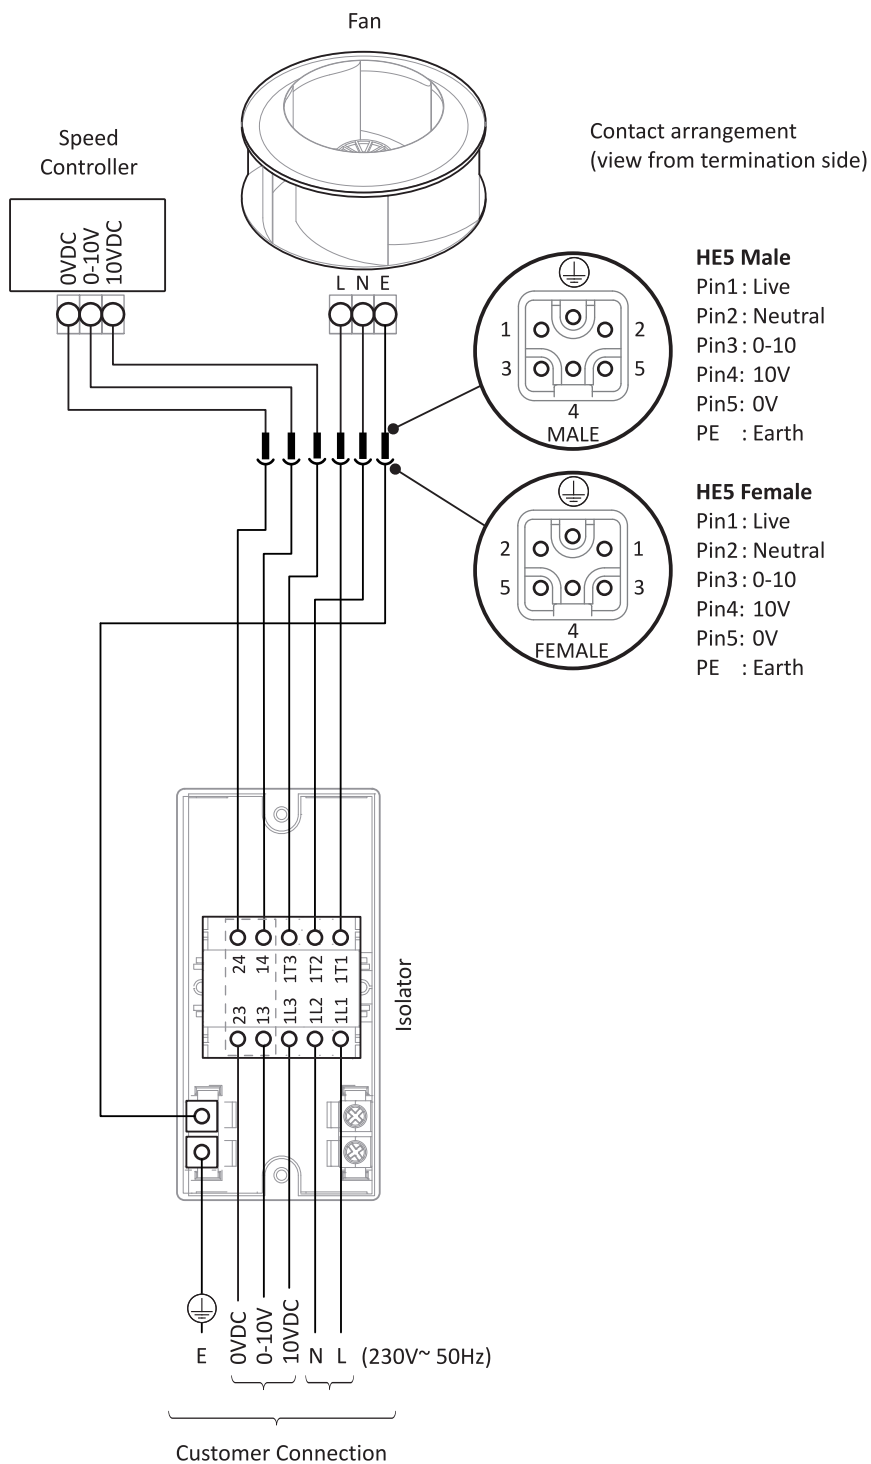 Fan
Speed
Controller
0VDC
0-10V
10VDC
L N E
Contact arrangement
(view from termination side)
1
2
3
5
4
MALE
HE5 Male
Pin1: Live
Pin2: Neutral
Pin3: 0-10
Pin4: 10V
Pin5: 0V
PE : Earth
2
1
5
3
4
FEMALE
HE5 Female
Pin1: Live
Pin2: Neutral
Pin3: 0-10
Pin4: 10V
Pin5: 0V
PE : Earth
24
14
1T3
1T2
1T1
23
13
1L3
1L2
1L1
Isolator
E
0VDC
0-10V
10VDC
N
L
(230V~ 50Hz)
Customer Connection